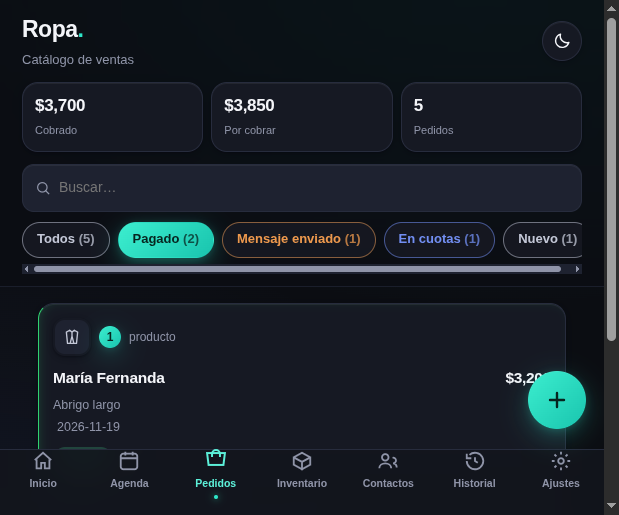 Ropa.
Catálogo de ventas
$3,700
Cobrado
$3,850
Por cobrar
5
Pedidos
Buscar…
Todos (5)
Pagado (2)
Mensaje enviado (1)
En cuotas (1)
Nuevo (1)
1 producto
María Fernanda
Abrigo largo
2026-11-19
Inicio
Agenda
Pedidos
Inventario
Contactos
Historial
Ajustes